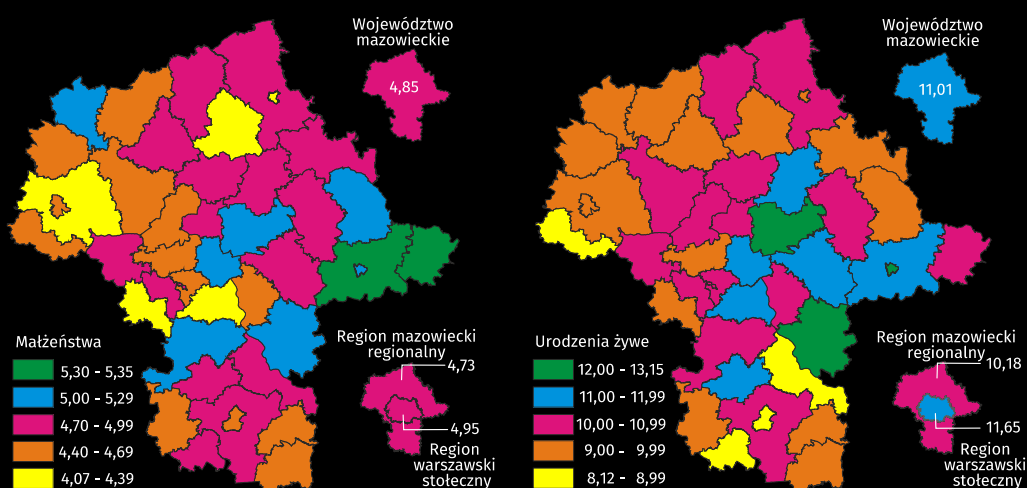 Województwo
mazowieckie
4,85
Małżeństwa
5,30 - 5,35
5,00 - 5,29
4,70 - 4,99
4,40 - 4,69
4,07 - 4,39
Region mazowiecki
regionalny
4,73
4,95
Region
warszawski
stołeczny
Województwo
mazowieckie
11,01
Urodzenia żywe
12,00 - 13,15
11,00 - 11,99
10,00 - 10,99
9,00 - 9,99
8,12 - 8,99
Region mazowiecki
regionalny
10,18
11,65
Region
warszawski
stołeczny